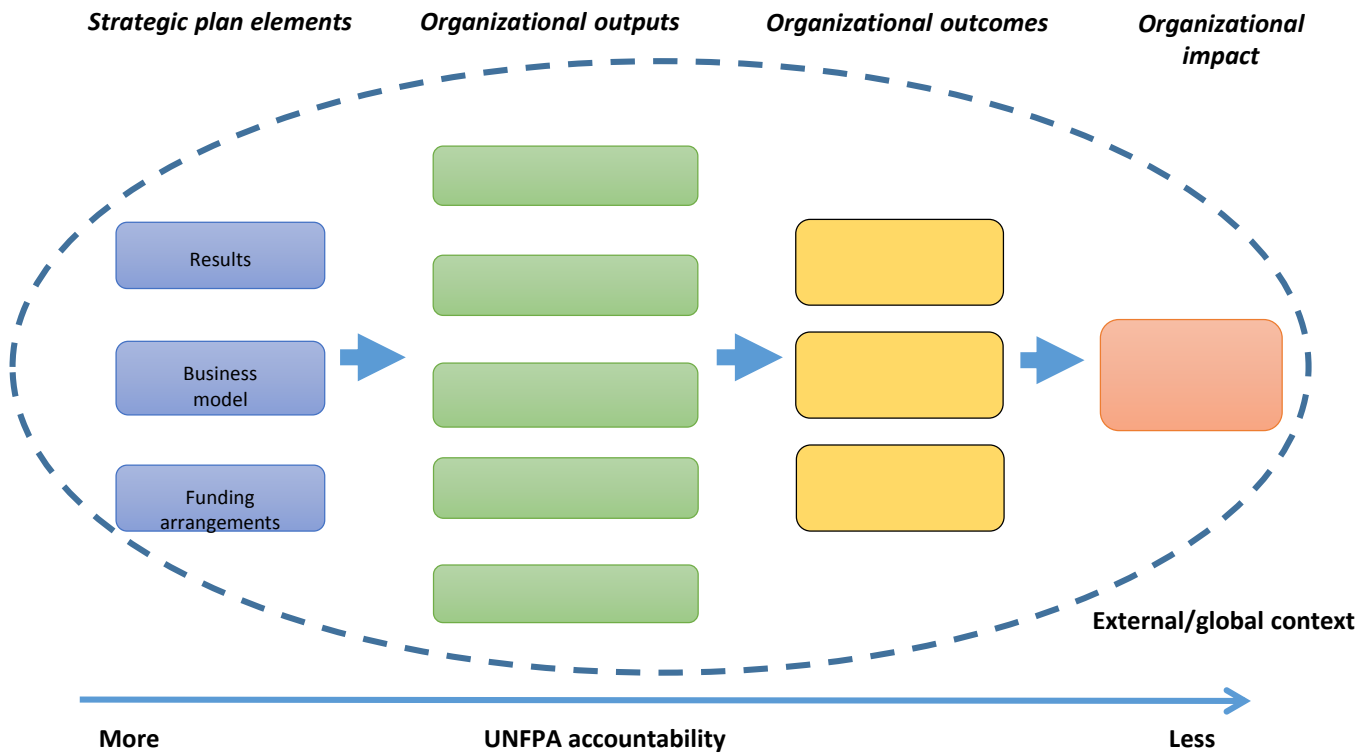 Strategic plan elements
Organizational outputs
Organizational outcomes
Organizational
impact
Results
Business
model
Funding
arrangements
External/global context
More
UNFPA accountability
Less